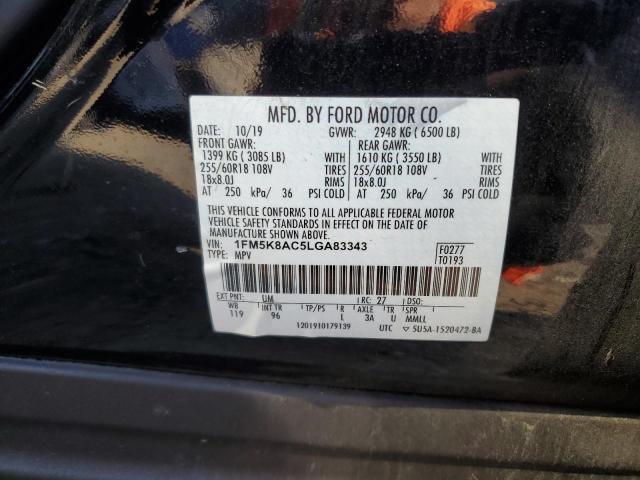 MFD. BY FORD MOTOR CO.
DATE: 10/19 GVWR: 2948 KG ( 6500 LB)
FRONT GAWR: REAR GAWR:
1399 KG ( 3085 LB) WITH 1610 KG ( 3550 LB) WITH
255/60R18 108V TIRES 255/60R18 108V TIRES
18x8.0J RIMS 18x8.0J RIMS
AT 250 kPa/ 36 PSI COLD AT 250 kPa/ 36 PSI COLD
THIS VEHICLE CONFORMS TO ALL APPLICABLE FEDERAL MOTOR
VEHICLE SAFETY STANDARDS IN EFFECT ON THE DATE OF
MANUFACTURE SHOWN ABOVE.
VIN: 1FM5K8AC5LGA83343 F0277
TYPE: MPV T0193
EXT PNT: UM RC: 27 DSO:
WB INT TR TP/PS R AXLE TR SPR
119 96 L 3A U MMLL
1201910179139 UTC ▽ 5U5A-1520472-BA